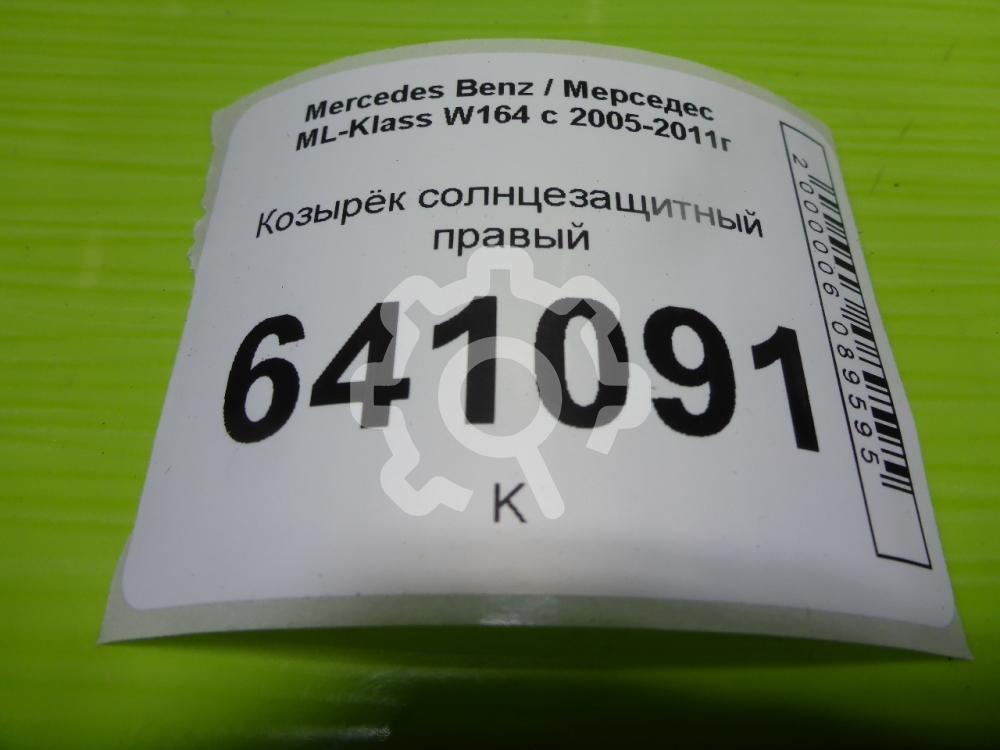 Mercedes Benz / Мерседес
ML-Klass W164 с 2005-2011г
Козырёк солнцезащитный
правый
641091
К
2000006089595